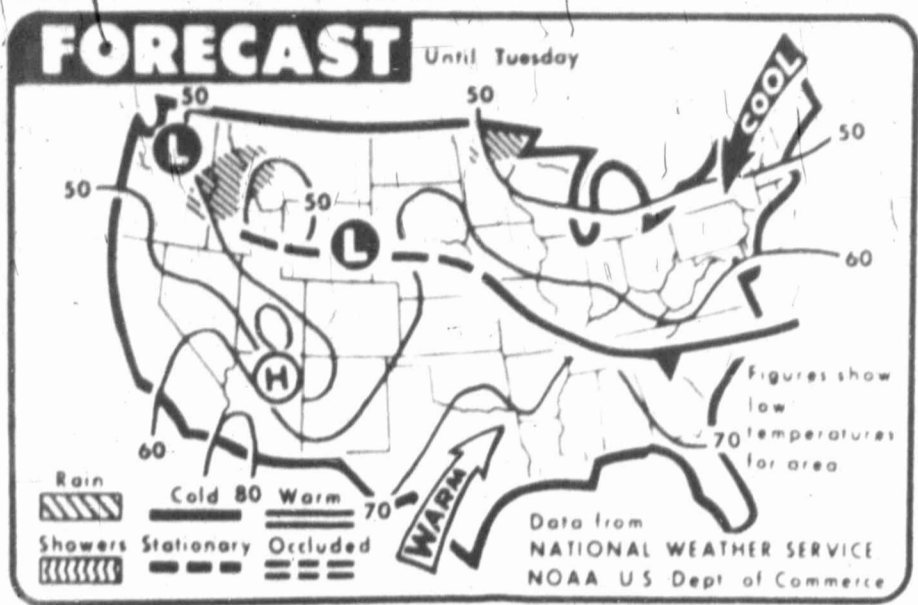 FORECAST
Until Tuesday
50
50
COOL
50
L
50
50
L
60
H
Figures show
low
70 temperatures
for area
60
Rain
Cold 80 Warm
70
WARM
Data from
Showers Stationary Occluded
NATIONAL WEATHER SERVICE
NOAA U S Dept of Commerce